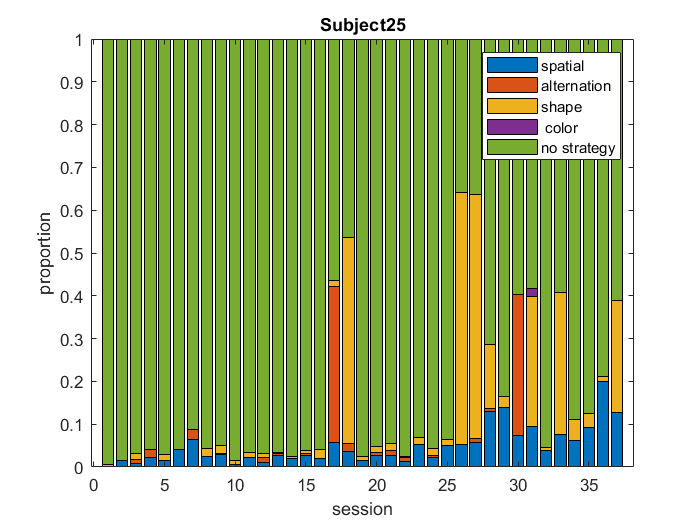 Subject25
1
0.9
0.8
0.7
0.6
0.5
0.4
0.3
0.2
0.1
0
proportion
spatial
alternation
shape
color
no strategy
0 5 10 15 20 25 30 35
session